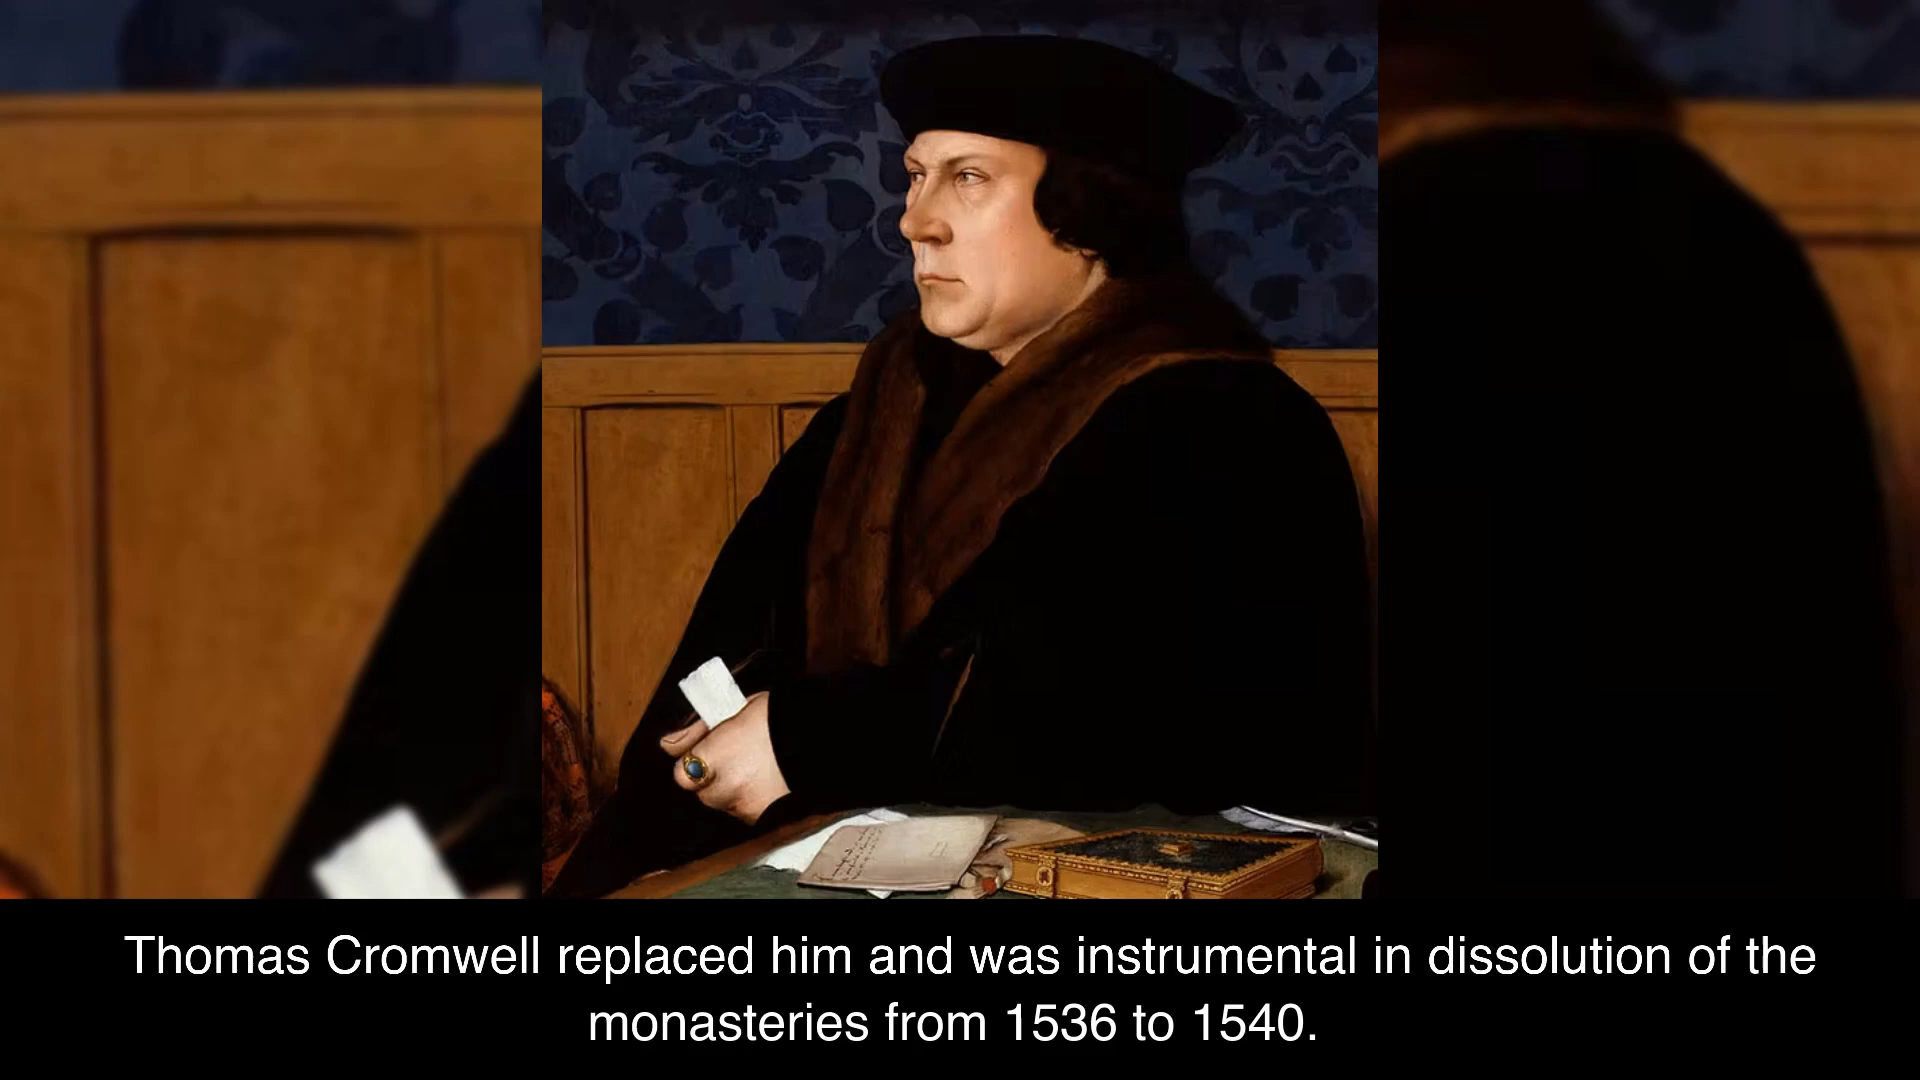 Thomas Cromwell replaced him and was instrumental in dissolution of the
monasteries from 1536 to 1540.